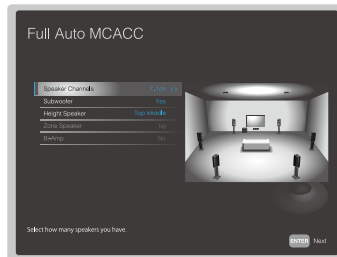 Full Auto MCACC
Speaker Channels
Subwoofer Yes
Height Speaker Top Middle
Zone Speaker No
Bi-Amp No
Select how many speakers you have.
ENTER Next